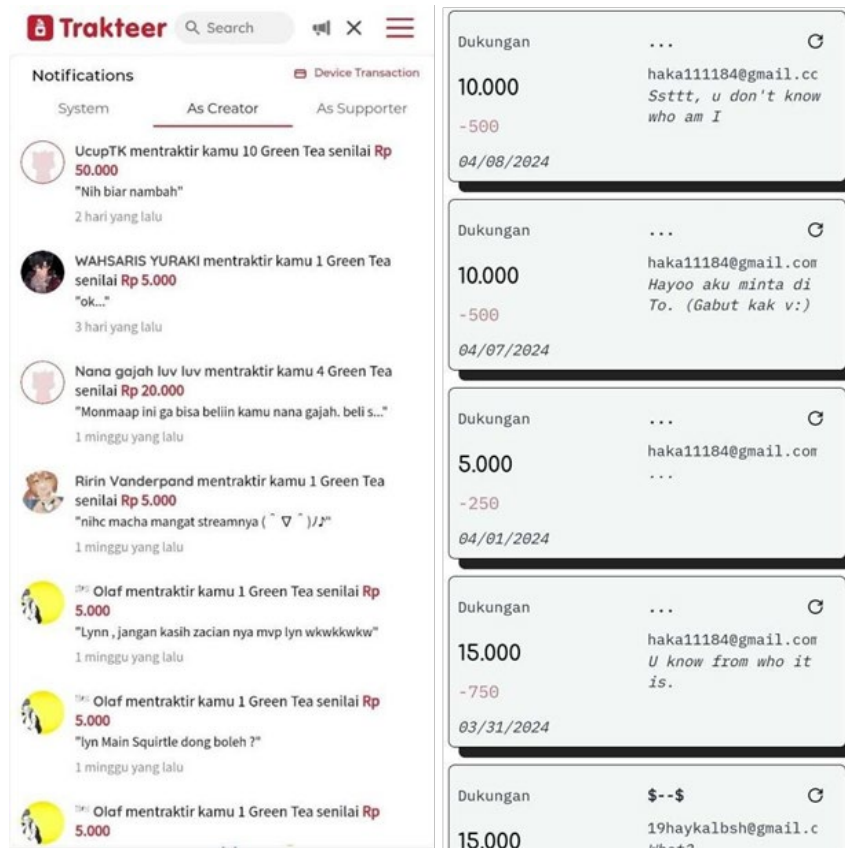 Trakteer
Search
Notifications
Device Transaction
System
As Creator
As Supporter
UcupTK mentraktir kamu 10 Green Tea senilai Rp
50.000
"Nih biar nambah"
2 hari yang lalu
WAHSARIS YURAKI mentraktir kamu 1 Green Tea
senilai Rp 5.000
"ok..."
3 hari yang lalu
Nana gajah luv luv mentraktir kamu 4 Green Tea
senilai Rp 20.000
"Monmaap ini ga bisa beliin kamu nana gajah. beli s..."
1 minggu yang lalu
Ririn Vanderpand mentraktir kamu 1 Green Tea
senilai Rp 5.000
"nihc macha mangat streamnya ( ˆ ∇ ˆ )/♪"
1 minggu yang lalu
Olaf mentraktir kamu 1 Green Tea senilai Rp
5.000
"Lynn , jangan kasih zacian nya mvp lyn wkwkkwkw"
1 minggu yang lalu
Olaf mentraktir kamu 1 Green Tea senilai Rp
5.000
"lyn Main Squirtle dong boleh ?"
1 minggu yang lalu
Olaf mentraktir kamu 1 Green Tea senilai Rp
5.000
Dukungan
...
10.000
haka111184@gmail.cc
Ssttt, u don't know
who am I
-500
04/08/2024
Dukungan
...
10.000
haka11184@gmail.com
Hayoo aku minta di
To. (Gabut kak v:)
-500
04/07/2024
Dukungan
...
5.000
haka11184@gmail.com
...
-250
04/01/2024
Dukungan
...
15.000
haka11184@gmail.com
U know from who it
is.
-750
03/31/2024
Dukungan
$--$
15.000
19haykalbsh@gmail.c